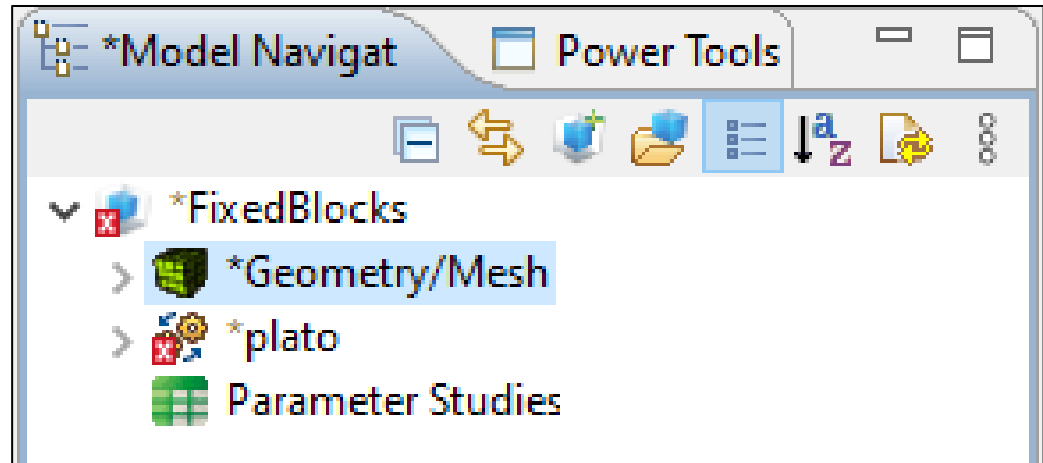 *Model Navigat Power Tools
*FixedBlocks
*Geometry/Mesh
*plato
Parameter Studies